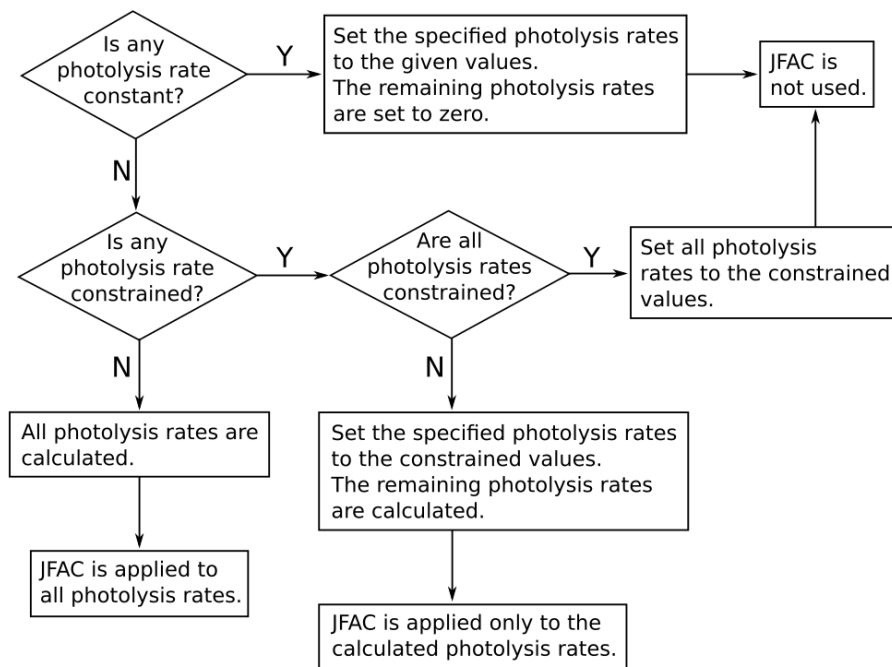 Is any
photolysis rate
constant?
Y
Set the specified photolysis rates
to the given values.
The remaining photolysis rates
are set to zero.
JFAC is
not used.
N
Is any
photolysis rate
constrained?
Y
Are all
photolysis rates
constrained?
Y
Set all photolysis
rates to the constrained
values.
N
N
All photolysis rates are
calculated.
Set the specified photolysis rates
to the constrained values.
The remaining photolysis rates
are calculated.
JFAC is applied to
all photolysis rates.
JFAC is applied only to the
calculated photolysis rates.